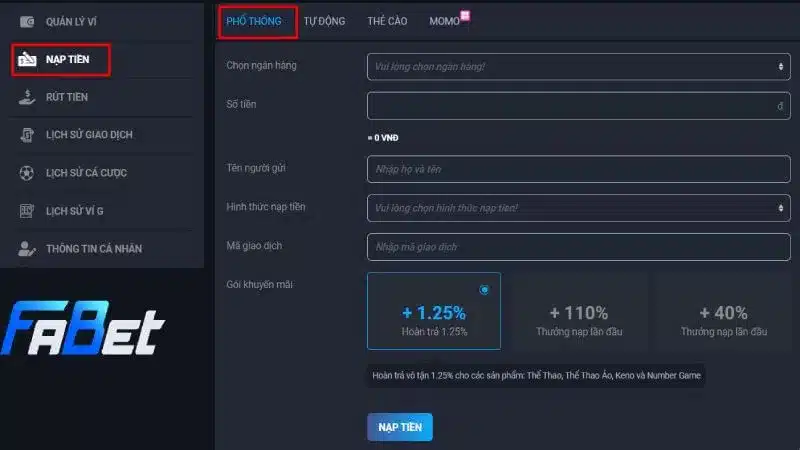 QUẢN LÝ VÍ
NẠP TIỀN
RÚT TIỀN
LỊCH SỬ GIAO DỊCH
LỊCH SỬ CÁ CƯỢC
LỊCH SỬ VÍ G
THÔNG TIN CÁ NHÂN
FABET
PHỔ THÔNG TỰ ĐỘNG THẺ CÀO MOMO
Chọn ngân hàng
Vui lòng chọn ngân hàng!
Số tiền
đ
= 0 VNĐ
Tên người gửi
Nhập họ và tên
Hình thức nạp tiền
Vui lòng chọn hình thức nạp tiền!
Mã giao dịch
Nhập mã giao dịch
Gói khuyến mãi
+ 1.25% + 110% + 40%
Hoàn trả 1.25% Thưởng nạp lần đầu Thưởng nạp lần đầu
Hoàn trả vô tận 1.25% cho các sản phẩm: Thể Thao, Thể Thao Ảo, Keno và Number Game
NẠP TIỀN